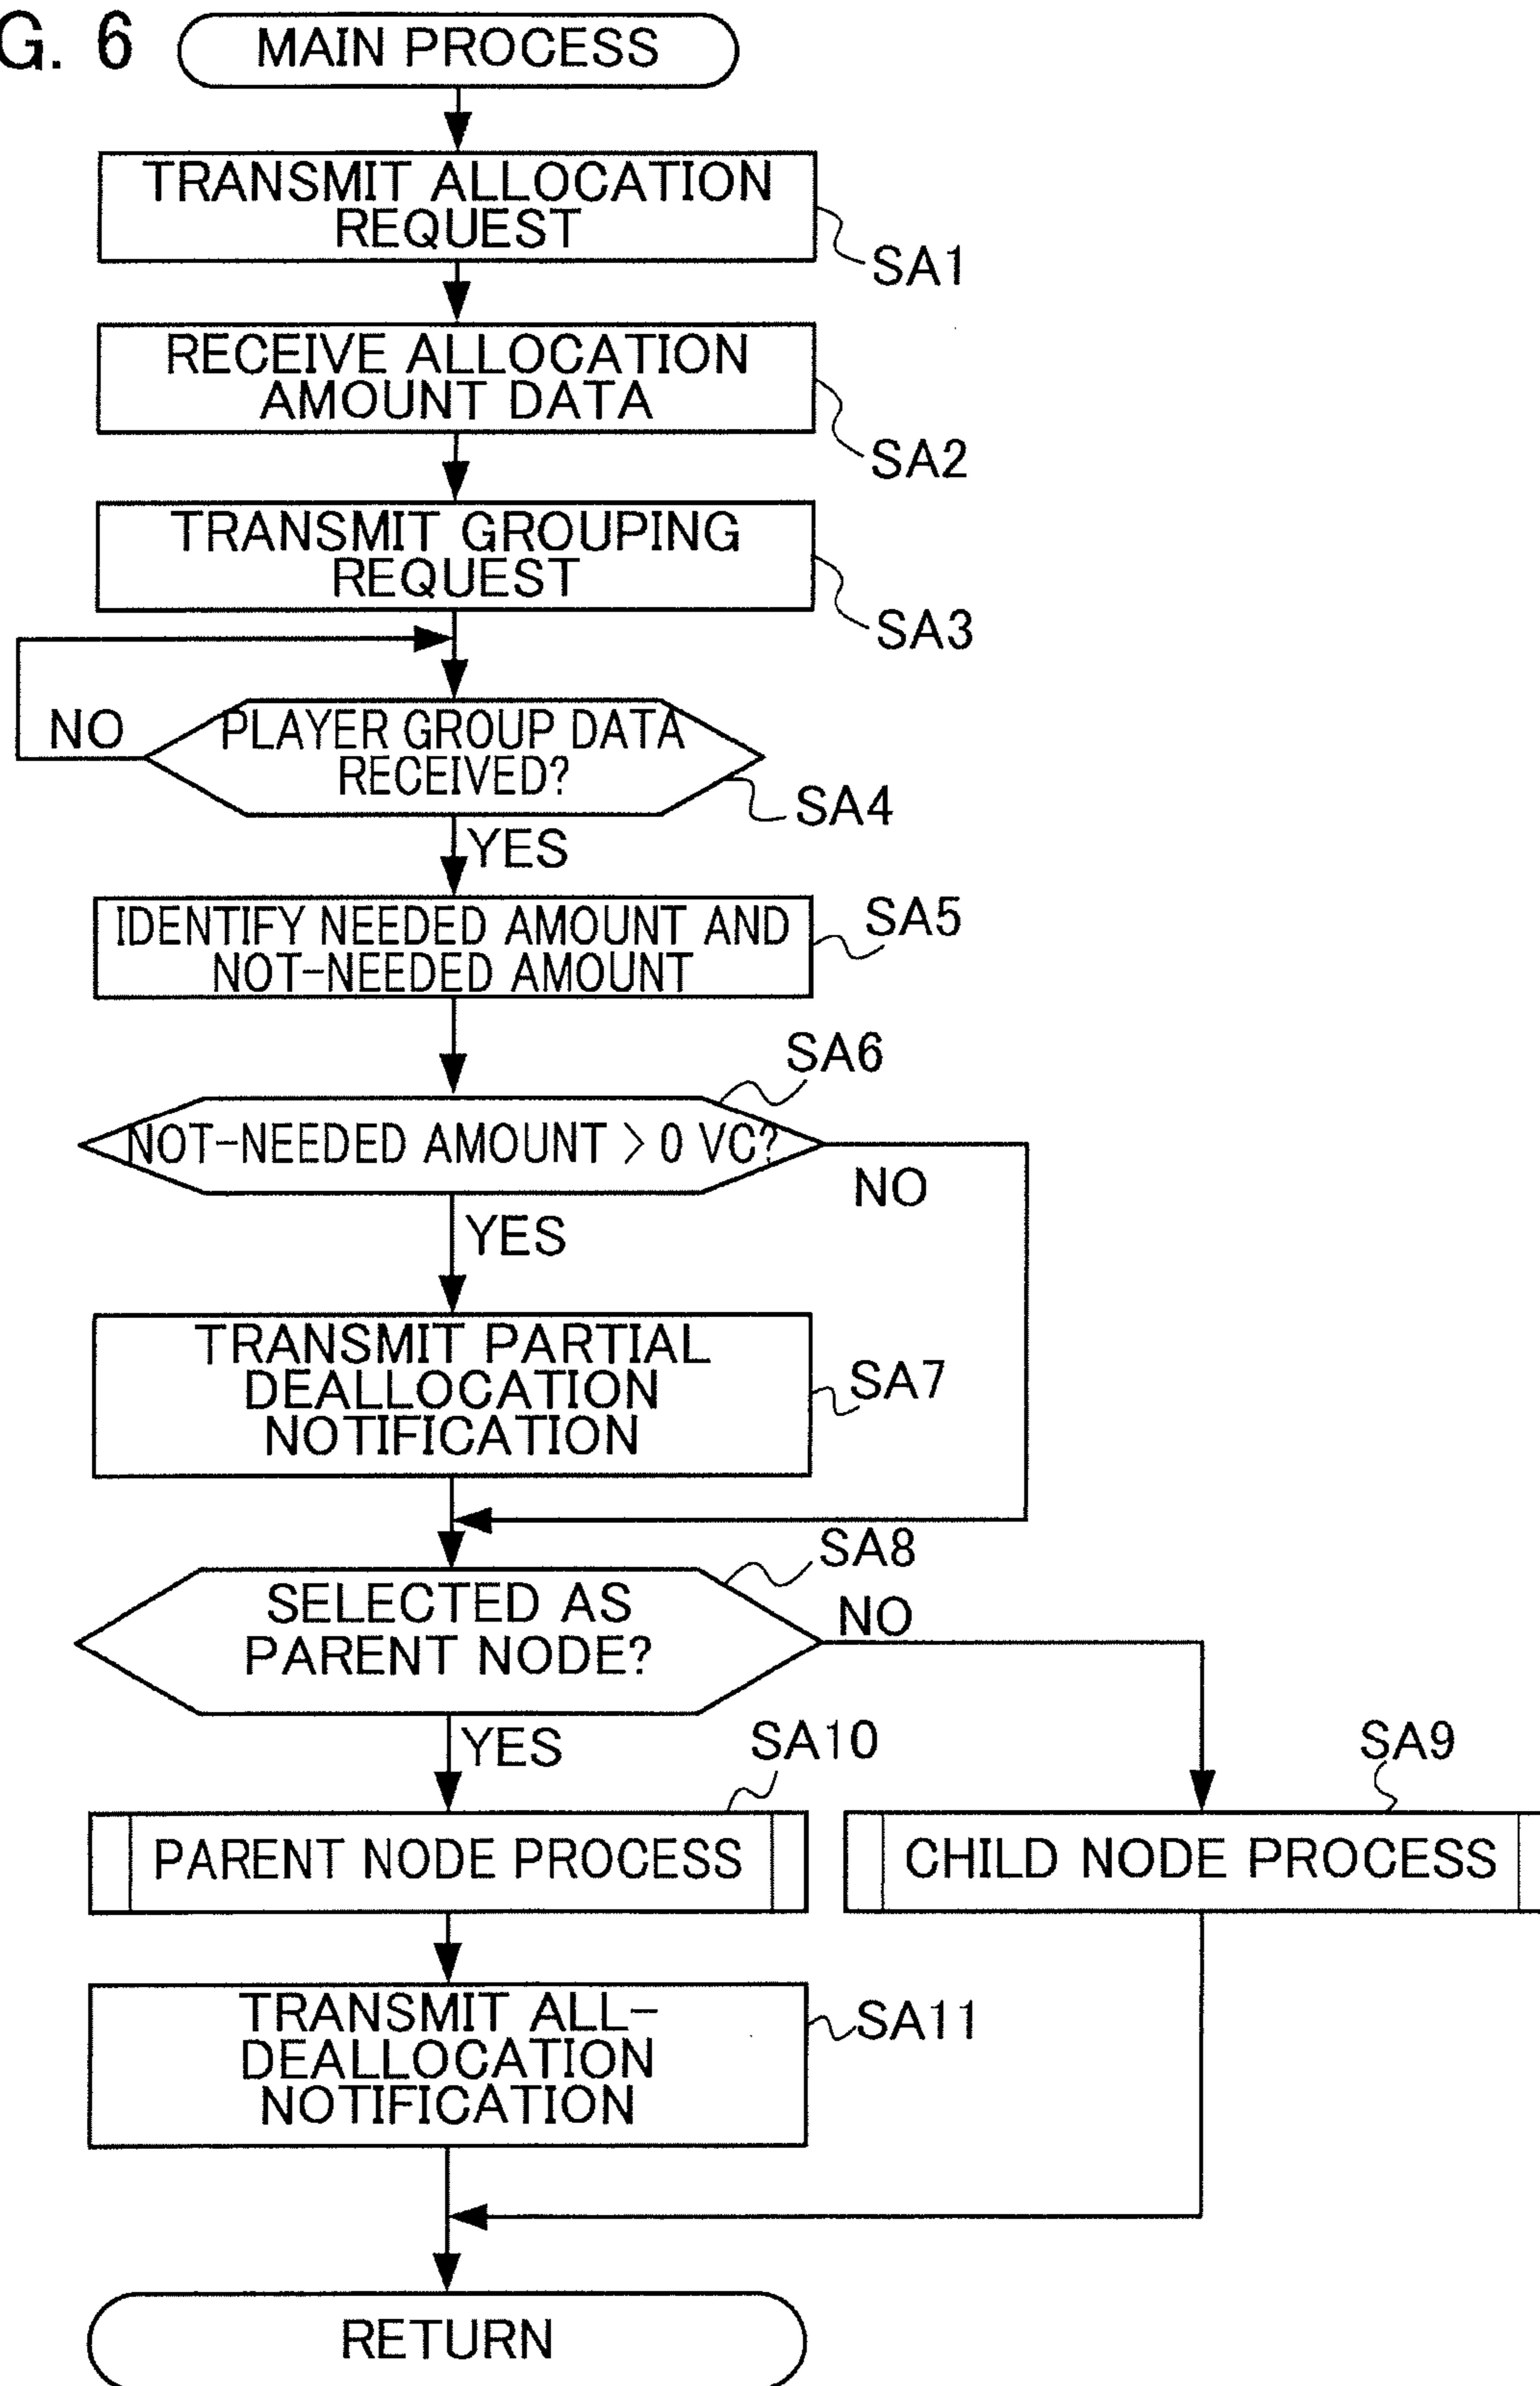 G. 6
MAIN PROCESS
TRANSMIT ALLOCATION
REQUEST
SA1
RECEIVE ALLOCATION
AMOUNT DATA
SA2
TRANSMIT GROUPING
REQUEST
SA3
NO
PLAYER GROUP DATA
RECEIVED?
SA4
YES
IDENTIFY NEEDED AMOUNT AND
NOT-NEEDED AMOUNT
SA5
SA6
NOT-NEEDED AMOUNT > 0 VC?
NO
YES
TRANSMIT PARTIAL
DEALLOCATION
NOTIFICATION
SA7
SA8
SELECTED AS
PARENT NODE?
NO
YES
SA10
SA9
PARENT NODE PROCESS
CHILD NODE PROCESS
TRANSMIT ALL-
DEALLOCATION
NOTIFICATION
SA11
RETURN